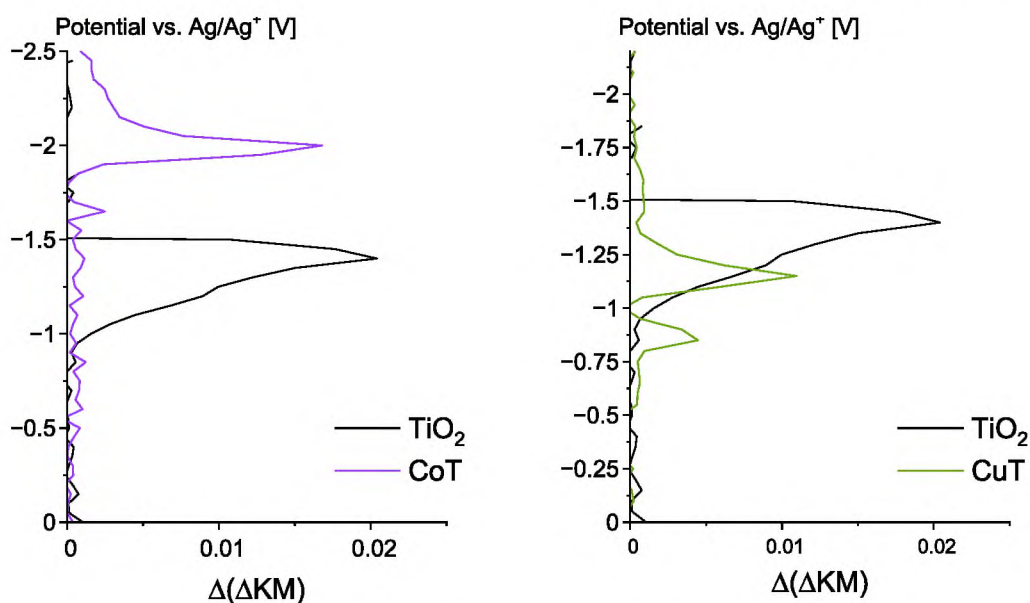 Potential vs. Ag/Ag⁺ [V]
−2.5
−2
−1.5
−1
−0.5
0
0
0.01
0.02
TiO₂
CoT
Δ(ΔKM)
Potential vs. Ag/Ag⁺ [V]
−2
−1.75
−1.5
−1.25
−1
−0.75
−0.5
−0.25
0
0
0.01
0.02
TiO₂
CuT
Δ(ΔKM)